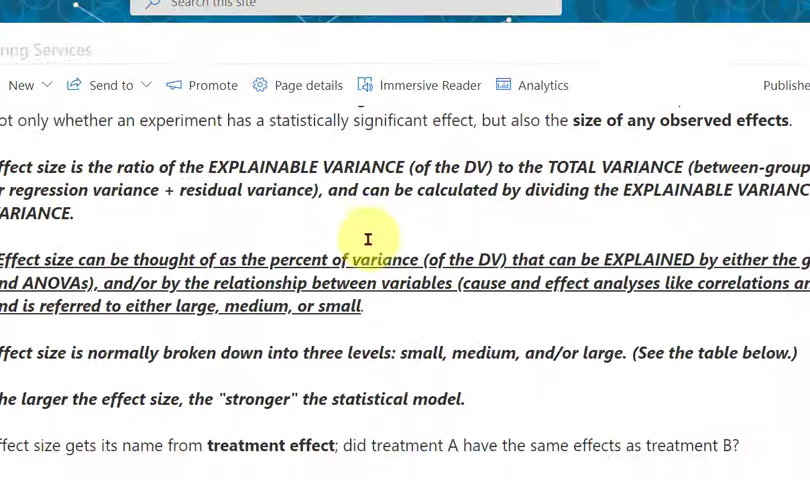 Search this site
ring Services
New Send to Promote Page details Immersive Reader Analytics Publishe
ot only whether an experiment has a statistically significant effect, but also the size of any observed effects.
ffect size is the ratio of the EXPLAINABLE VARIANCE (of the DV) to the TOTAL VARIANCE (between-group
r regression variance + residual variance), and can be calculated by dividing the EXPLAINABLE VARIANC
ARIANCE.
Effect size can be thought of as the percent of variance (of the DV) that can be EXPLAINED by either the g
nd ANOVAs), and/or by the relationship between variables (cause and effect analyses like correlations an
nd is referred to either large, medium, or small.
ffect size is normally broken down into three levels: small, medium, and/or large. (See the table below.)
he larger the effect size, the "stronger" the statistical model.
ffect size gets its name from treatment effect; did treatment A have the same effects as treatment B?